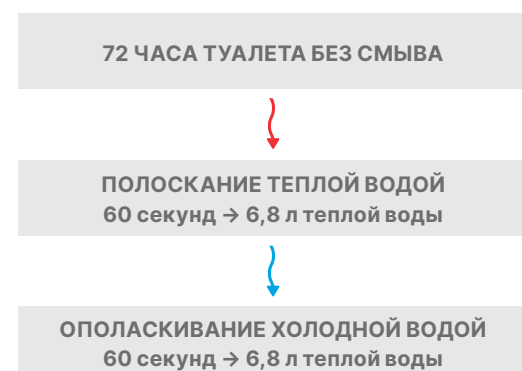 72 ЧАСА ТУАЛЕТА БЕЗ СМЫВА
ПОЛОСКАНИЕ ТЕПЛОЙ ВОДОЙ
60 секунд → 6,8 л теплой воды
ОПОЛАСКИВАНИЕ ХОЛОДНОЙ ВОДОЙ
60 секунд → 6,8 л теплой воды